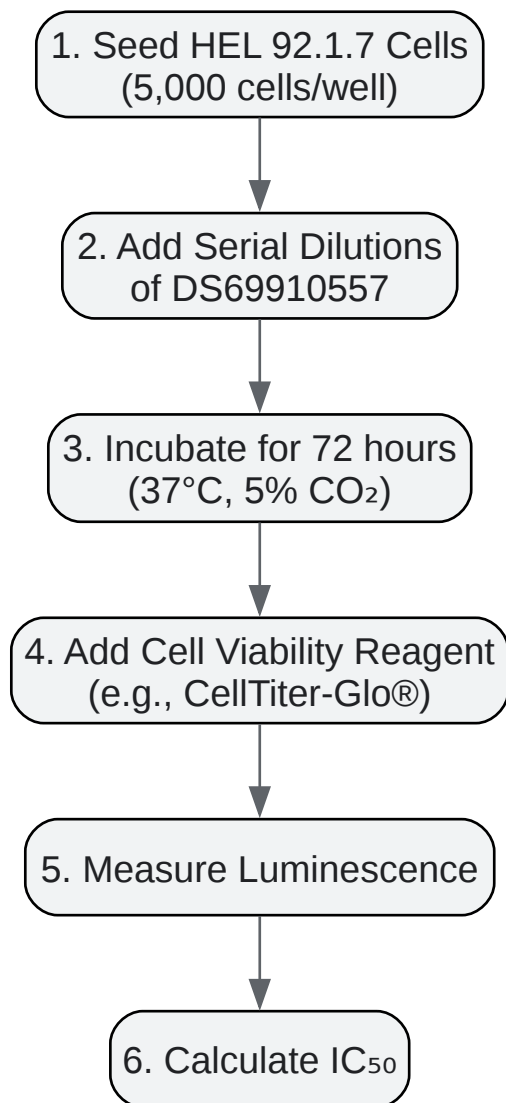 1. Seed HEL 92.1.7 Cells
(5,000 cells/well)
2. Add Serial Dilutions
of DS69910557
3. Incubate for 72 hours
(37°C, 5% CO₂)
4. Add Cell Viability Reagent
(e.g., CellTiter-Glo®)
5. Measure Luminescence
6. Calculate IC₅₀